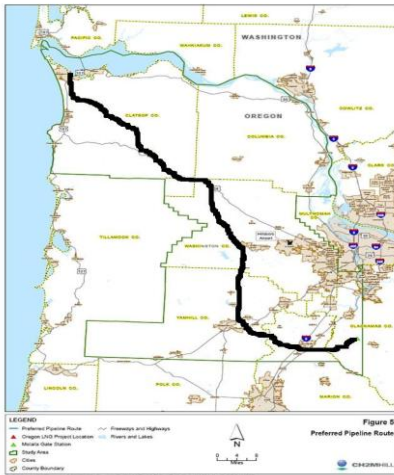 LEWIS CO.
WASHINGTON
PACIFIC CO.
WAHKIAKUM CO.
COWLITZ CO.
OREGON
CLATSOP CO.
COLUMBIA CO.
CLARK CO.
MULTNOMAH CO.
TILLAMOOK CO.
WASHINGTON CO.
YAMHILL CO.
CLACKAMAS CO.
LINCOLN CO.
POLK CO.
MARION CO.
LEGEND
Preferred Pipeline Route
Oregon LNG Project Location
Molalla Gate Station
Study Area
Cities
County Boundary
Freeways and Highways
Rivers and Lakes
N
Miles
Figure 8
Preferred Pipeline Route
CH2MHILL